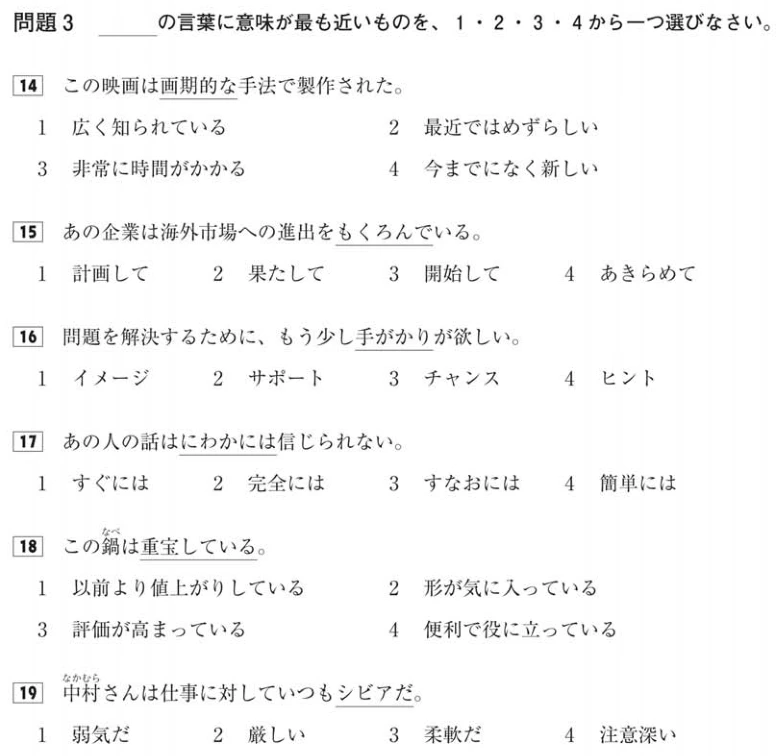 問題3 ＿＿＿の言葉に意味が最も近いものを、1・2・3・4から一つ選びなさい。
14 この映画は画期的な手法で製作された。
1 広く知られている 2 最近ではめずらしい
3 非常に時間がかかる 4 今までになく新しい
15 あの企業は海外市場への進出をもくろんでいる。
1 計画して 2 果たして 3 開始して 4 あきらめて
16 問題を解決するために、もう少し手がかりが欲しい。
1 イメージ 2 サポート 3 チャンス 4 ヒント
17 あの人の話はにわかには信じられない。
1 すぐには 2 完全には 3 すなおには 4 簡単には
なべ
18 この鍋は重宝している。
1 以前より値上がりしている 2 形が気に入っている
3 評価が高まっている 4 便利で役に立っている
なかむら
19 中村さんは仕事に対していつもシビアだ。
1 弱気だ 2 厳しい 3 柔軟だ 4 注意深い